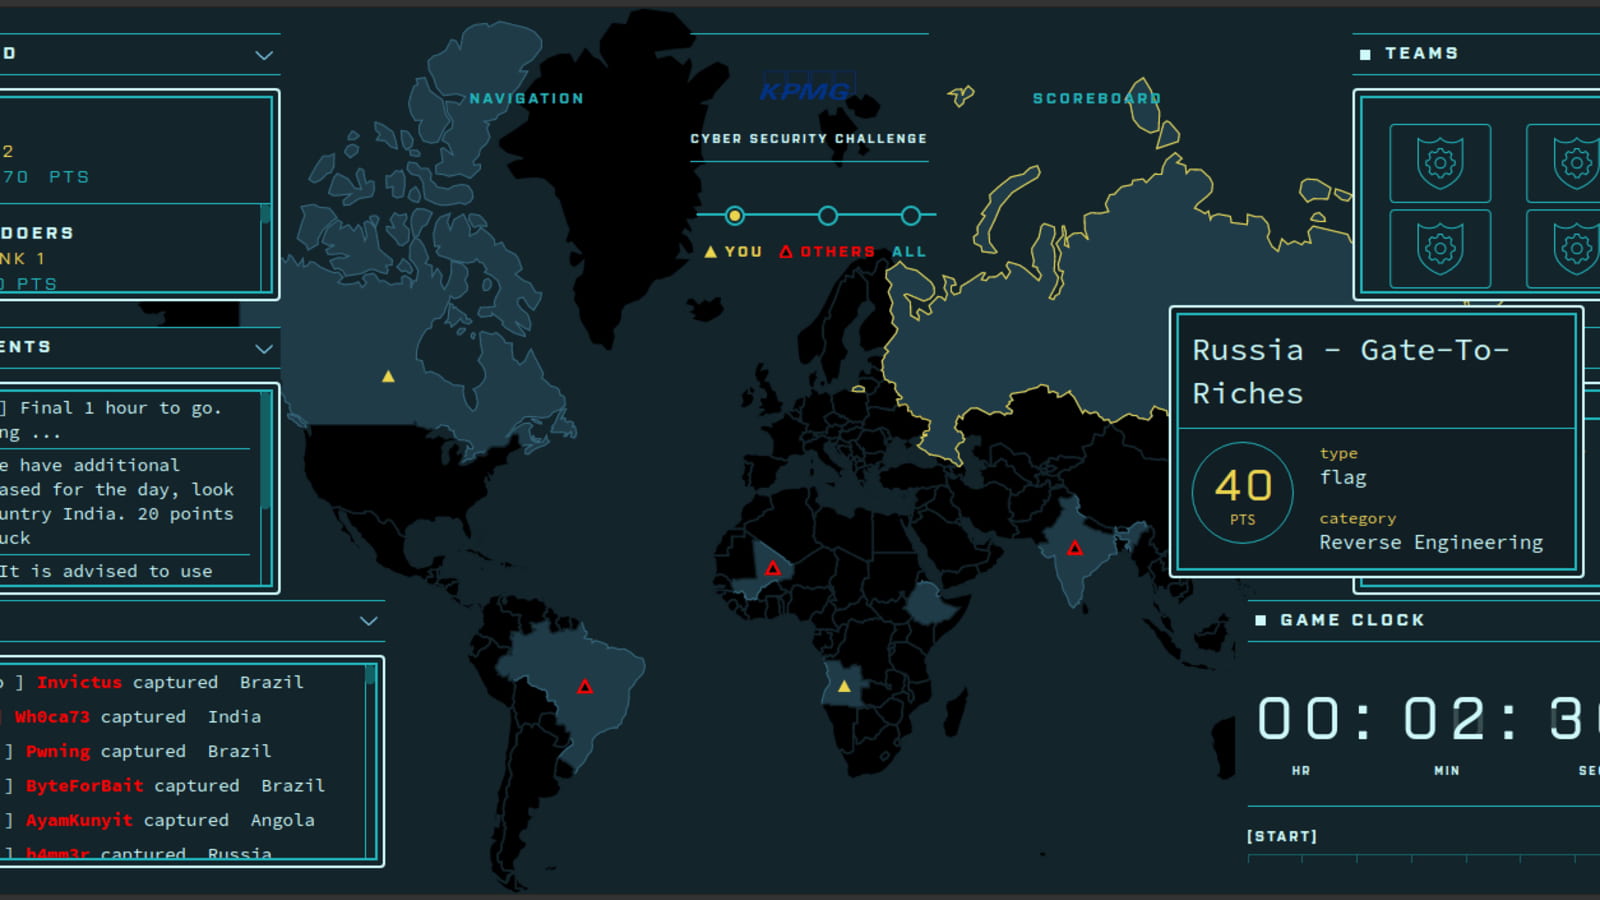 D
2
70 PTS
DOERS
NK 1
0 PTS
ENTS
] Final 1 hour to go.
ng ...
e have additional
ased for the day, look
untry India. 20 points
uck
It is advised to use
o ] Invictus captured Brazil
] Wh0ca73 captured India
] Pwning captured Brazil
] ByteForBait captured Brazil
] AyamKunyit captured Angola
] h4mm3r captured Russia
NAVIGATION
KPMG
CYBER SECURITY CHALLENGE
SCOREBOARD
YOU OTHERS ALL
TEAMS
Russia - Gate-To-
Riches
40
PTS
type
flag
category
Reverse Engineering
GAME CLOCK
00: 02: 3
HR MIN SE
[START]